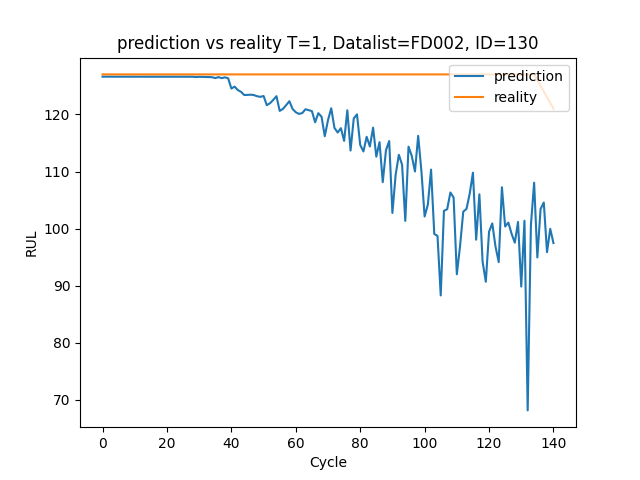 prediction vs reality T=1, Datalist=FD002, ID=130
prediction
reality
120
110
100
90
80
70
RUL
0 20 40 60 80 100 120 140
Cycle